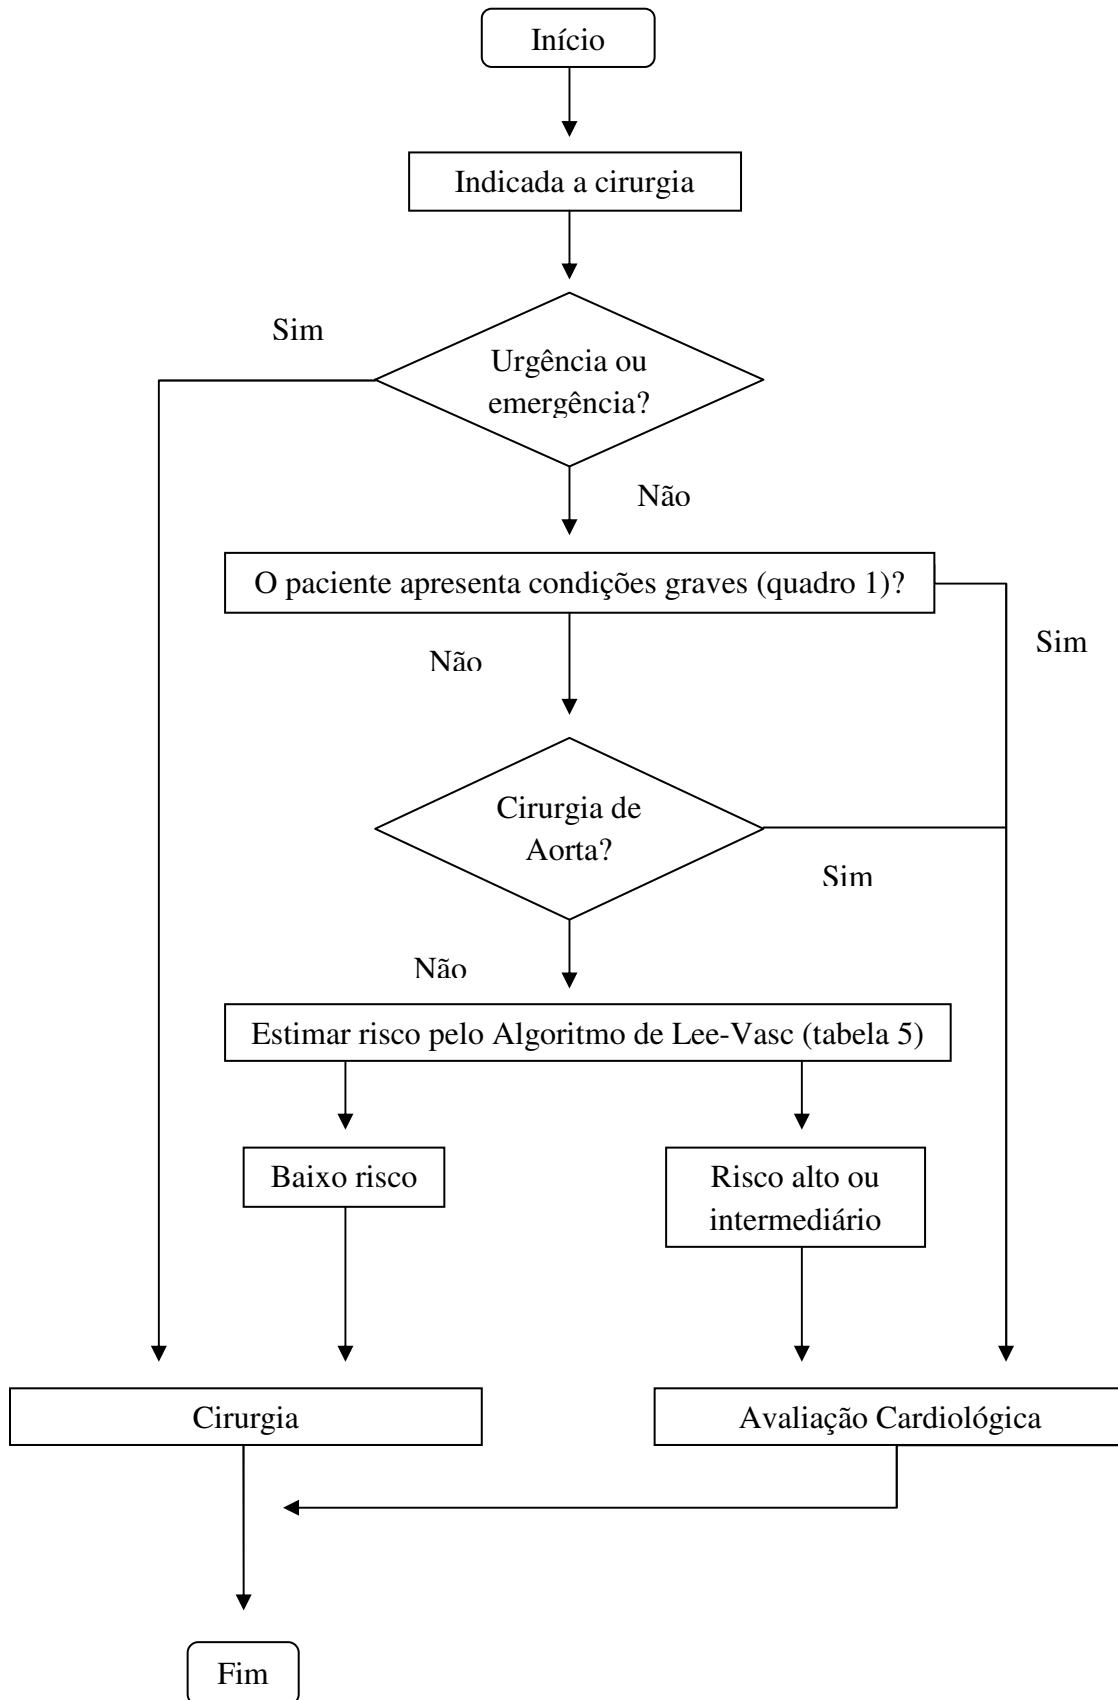 Início
Indicada a cirurgia
Sim
Urgência ou
emergência?
Não
O paciente apresenta condições graves (quadro 1)?
Sim
Não
Cirurgia de
Aorta?
Sim
Não
Estimar risco pelo Algoritmo de Lee-Vasc (tabela 5)
Baixo risco
Risco alto ou
intermediário
Cirurgia
Avaliação Cardiológica
Fim